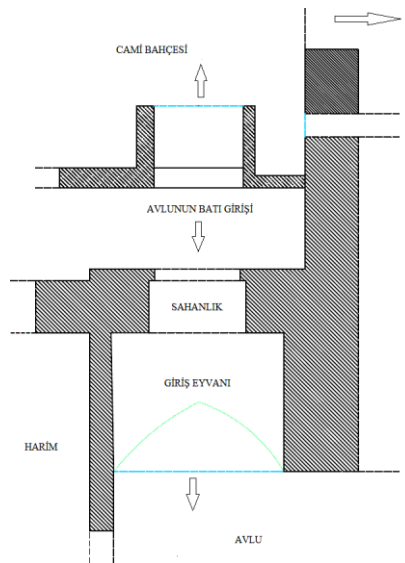 CAMİ BAHÇESİ
AVLUNUN BATI GİRİŞİ
SAHANLIK
GİRİŞ EYVANI
HARİM
AVLU